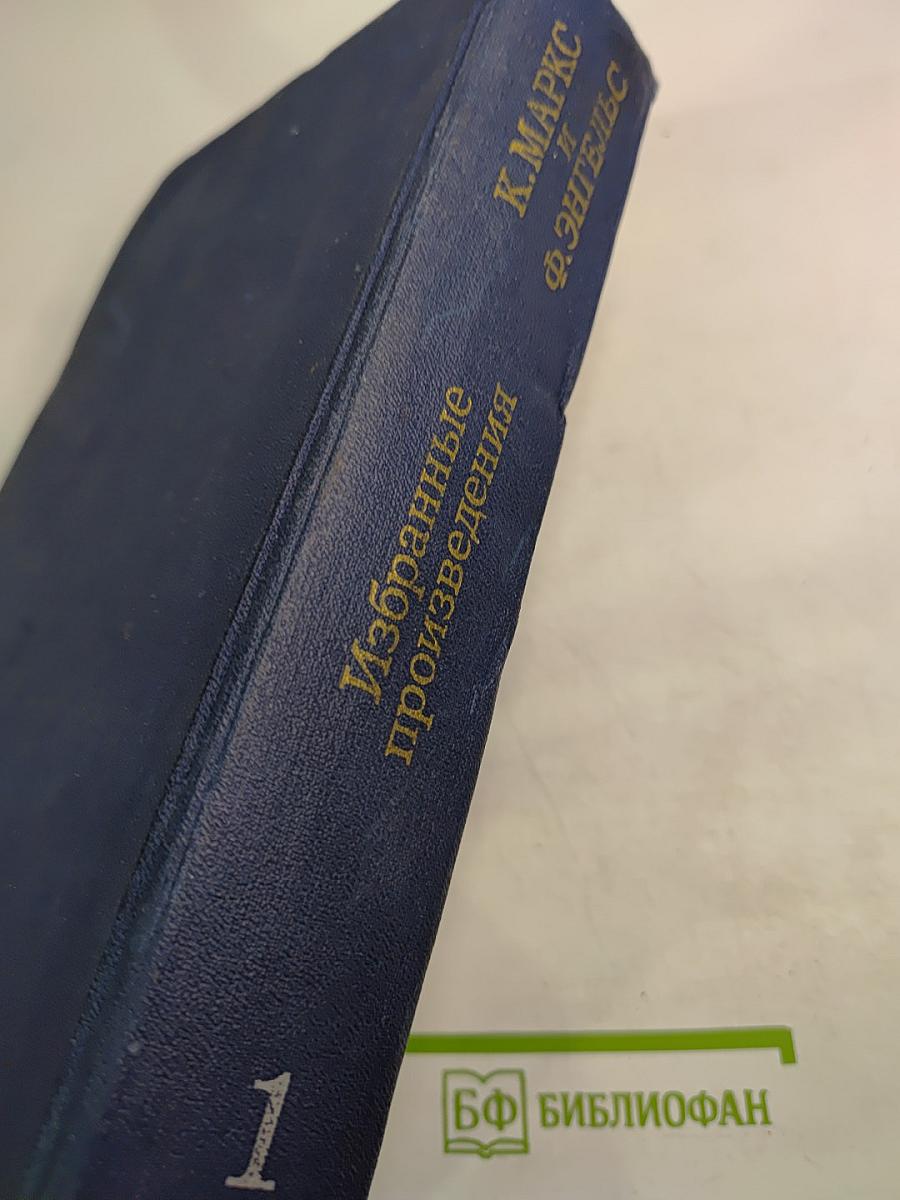 К. МАРКС
И
Ф. ЭНГЕЛЬС
Избранные
произведения
1
БФ БИБЛИОФАН